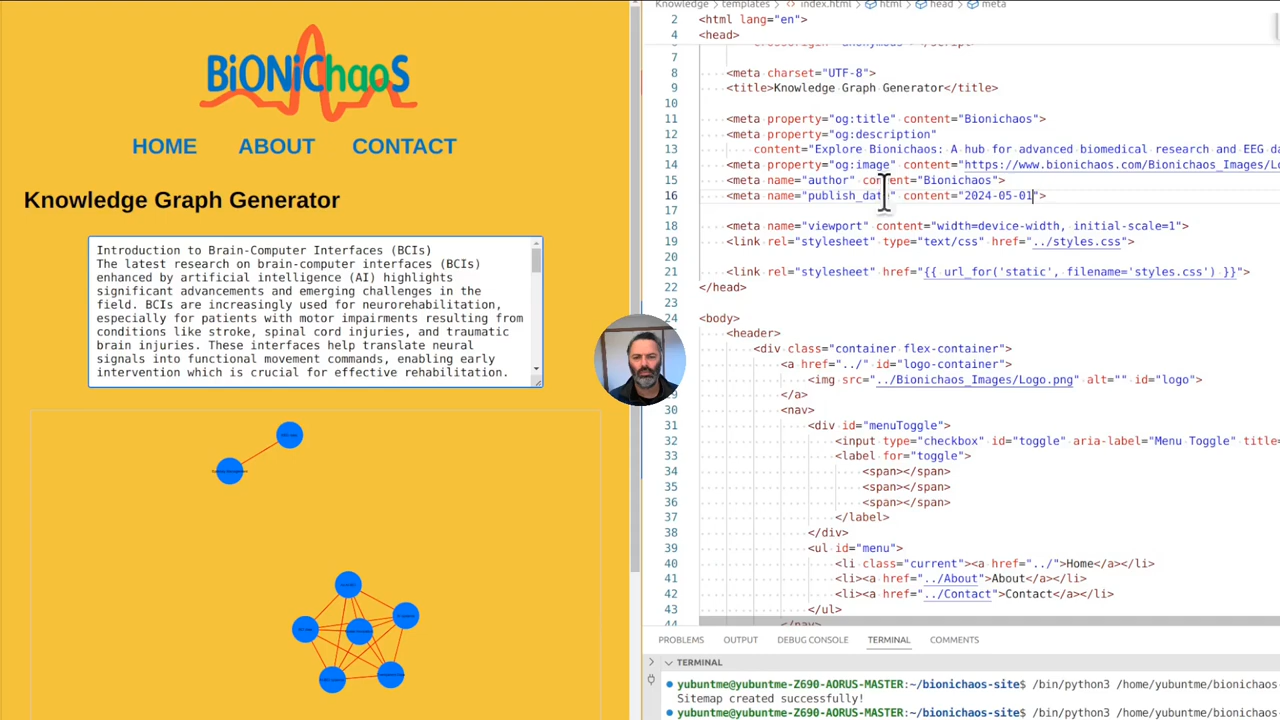 BiONiChaoS
HOME ABOUT CONTACT
Knowledge Graph Generator
Introduction to Brain-Computer Interfaces (BCIs)
The latest research on brain-computer interfaces (BCIs)
enhanced by artificial intelligence (AI) highlights
significant advancements and emerging challenges in the
field. BCIs are increasingly used for neurorehabilitation,
especially for patients with motor impairments resulting from
conditions like stroke, spinal cord injuries, and traumatic
brain injuries. These interfaces help translate neural
signals into functional movement commands, enabling early
intervention which is crucial for effective rehabilitation.
Knowledge > templates > index.html > html > head > meta
2 <html lang="en">
4 <head>
6 crossorigin="anonymous"></script>
8 <meta charset="UTF-8">
9 <title>Knowledge Graph Generator</title>
10
11 <meta property="og:title" content="Bionichaos">
12 <meta property="og:description"
13 content="Explore Bionichaos: A hub for advanced biomedical research and EEG da
14 <meta property="og:image" content="https://www.bionichaos.com/Bionichaos_Images/Lo
15 <meta name="author" content="Bionichaos">
16 <meta name="publish_date" content="2024-05-01">
17
18 <meta name="viewport" content="width=device-width, initial-scale=1">
19 <link rel="stylesheet" type="text/css" href="../styles.css">
20
21 <link rel="stylesheet" href="{{ url_for('static', filename='styles.css') }}">
22 </head>
23
24 <body>
25 <header>
26 <div class="container flex-container">
27 <a href="../" id="logo-container">
28 <img src="../Bionichaos_Images/Logo.png" alt="" id="logo">
29 </a>
30 <nav>
31 <div id="menuToggle">
32 <input type="checkbox" id="toggle" aria-label="Menu Toggle" title=
33 <label for="toggle">
34 <span></span>
35 <span></span>
36 <span></span>
37 </label>
38 </div>
39 <ul id="menu">
40 <li class="current"><a href="../">Home</a></li>
41 <li><a href="../About">About</a></li>
42 <li><a href="../Contact">Contact</a></li>
43 </ul>
44 </nav>
PROBLEMS OUTPUT DEBUG CONSOLE TERMINAL COMMENTS
TERMINAL
yubuntme@yubuntme-Z690-AORUS-MASTER:~/bionichaos-site$ /bin/python3 /home/yubuntme/bionichaos-
Sitemap created successfully!
yubuntme@yubuntme-Z690-AORUS-MASTER:~/bionichaos-site$ /bin/python3 /home/yubuntme/bionichaos-